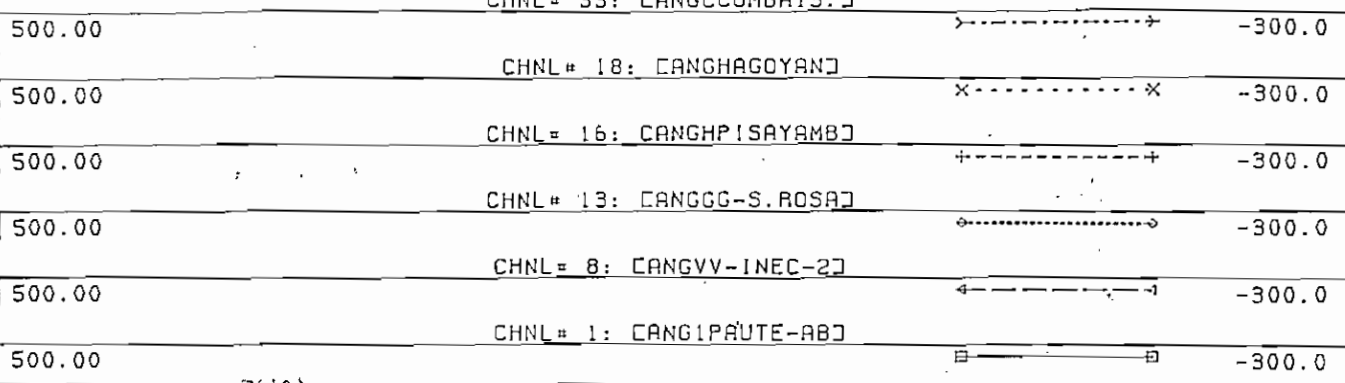 500.00 -300.0
CHNL# 18: [ANGHAGOYAN]
500.00 -300.0
CHNL# 16: [ANGHPISAYAMB]
500.00 -300.0
CHNL# 13: [ANGGG-S.ROSA]
500.00 -300.0
CHNL# 8: [ANGVV-INEC-2]
500.00 -300.0
CHNL# 1: [ANG1PAUTE-AB]
500.00 -300.0